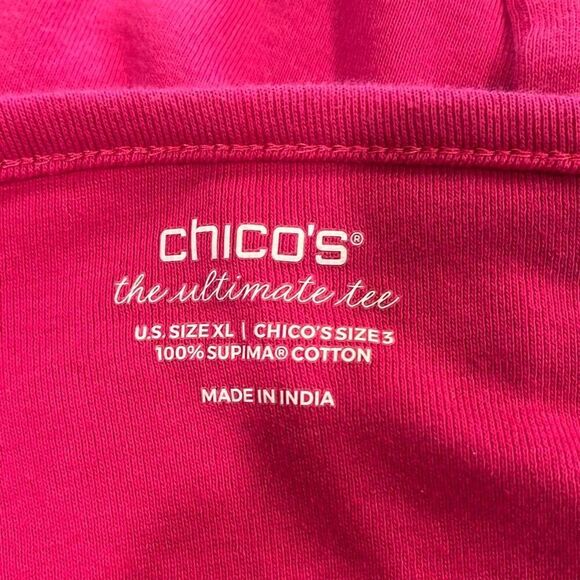 chico's®
the ultimate tee
U.S. SIZE XL | CHICO'S SIZE 3
100% SUPIMA® COTTON
MADE IN INDIA